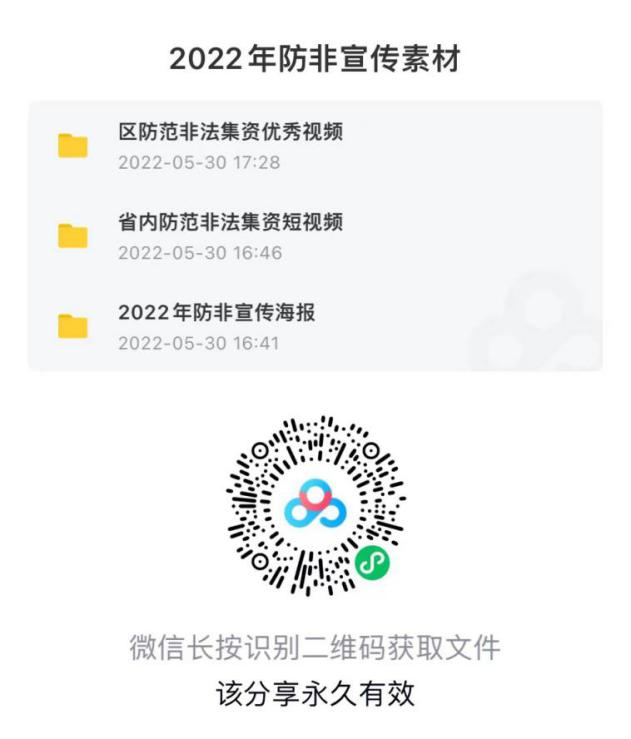 2022年防非宣传素材
区防范非法集资优秀视频
2022-05-30 17:28
省内防范非法集资短视频
2022-05-30 16:46
2022年防非宣传海报
2022-05-30 16:41
微信长按识别二维码获取文件
该分享永久有效